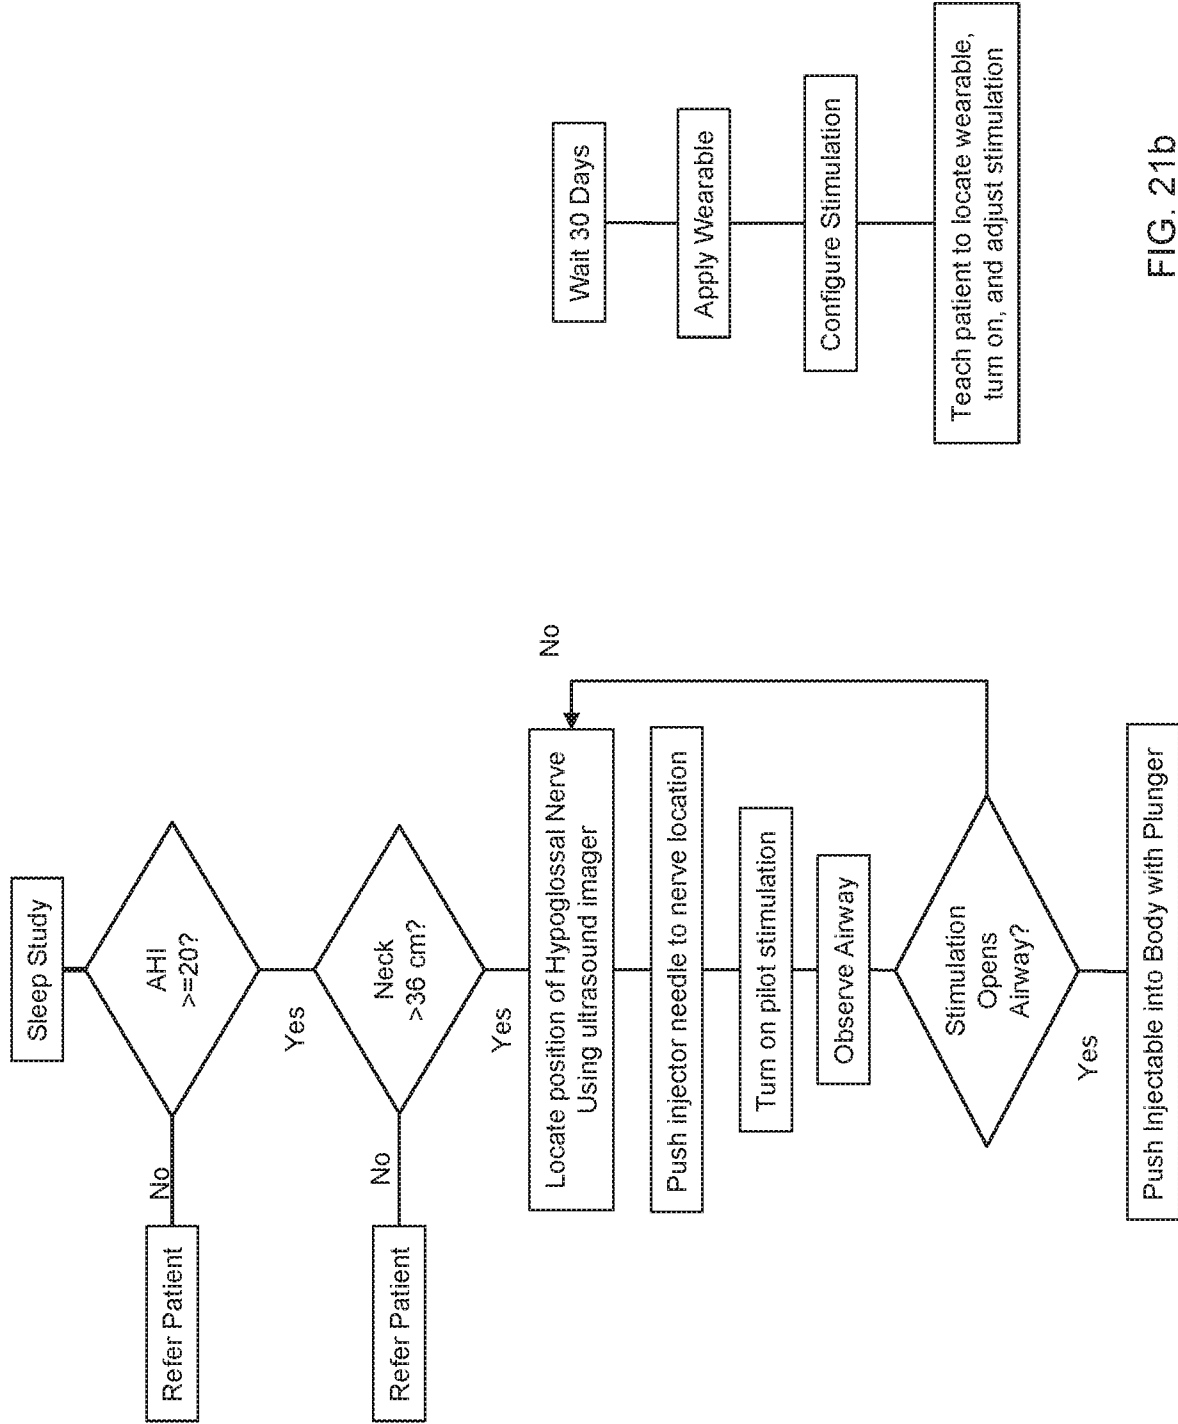 Sleep Study
AHI
>=20?
No
Refer Patient
Yes
Neck
>36 cm?
No
Refer Patient
Yes
Locate position of Hypoglossal Nerve
Using ultrasound imager
Push injector needle to nerve location
Turn on pilot stimulation
Observe Airway
Stimulation
Opens
Airway?
No
Yes
Push Injectable into Body with Plunger
Wait 30 Days
Apply Wearable
Configure Stimulation
Teach patient to locate wearable,
turn on, and adjust stimulation
FIG. 21b